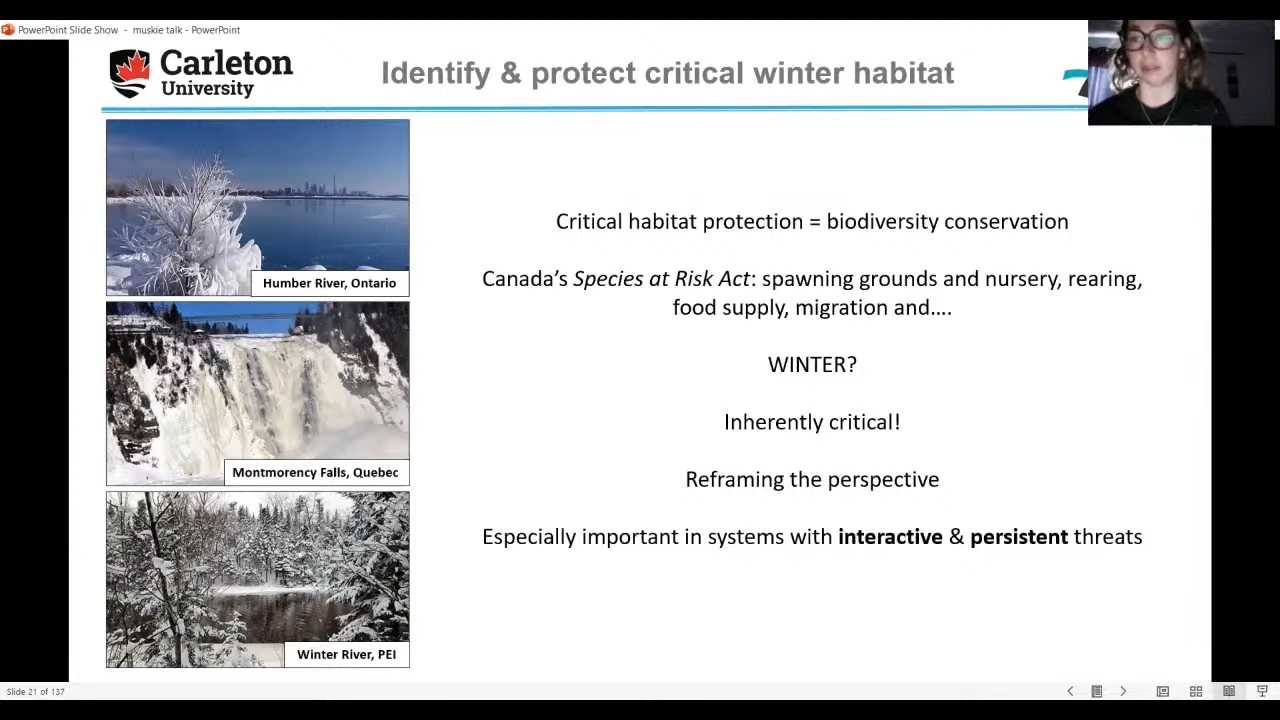 PowerPoint Slide Show - muskie talk - PowerPoint
Carleton
University
Identify & protect critical winter habitat
Humber River, Ontario
Montmorency Falls, Quebec
Winter River, PEI
Critical habitat protection = biodiversity conservation
Canada’s Species at Risk Act: spawning grounds and nursery, rearing,
food supply, migration and....
WINTER?
Inherently critical!
Reframing the perspective
Especially important in systems with interactive & persistent threats
Slide 21 of 137